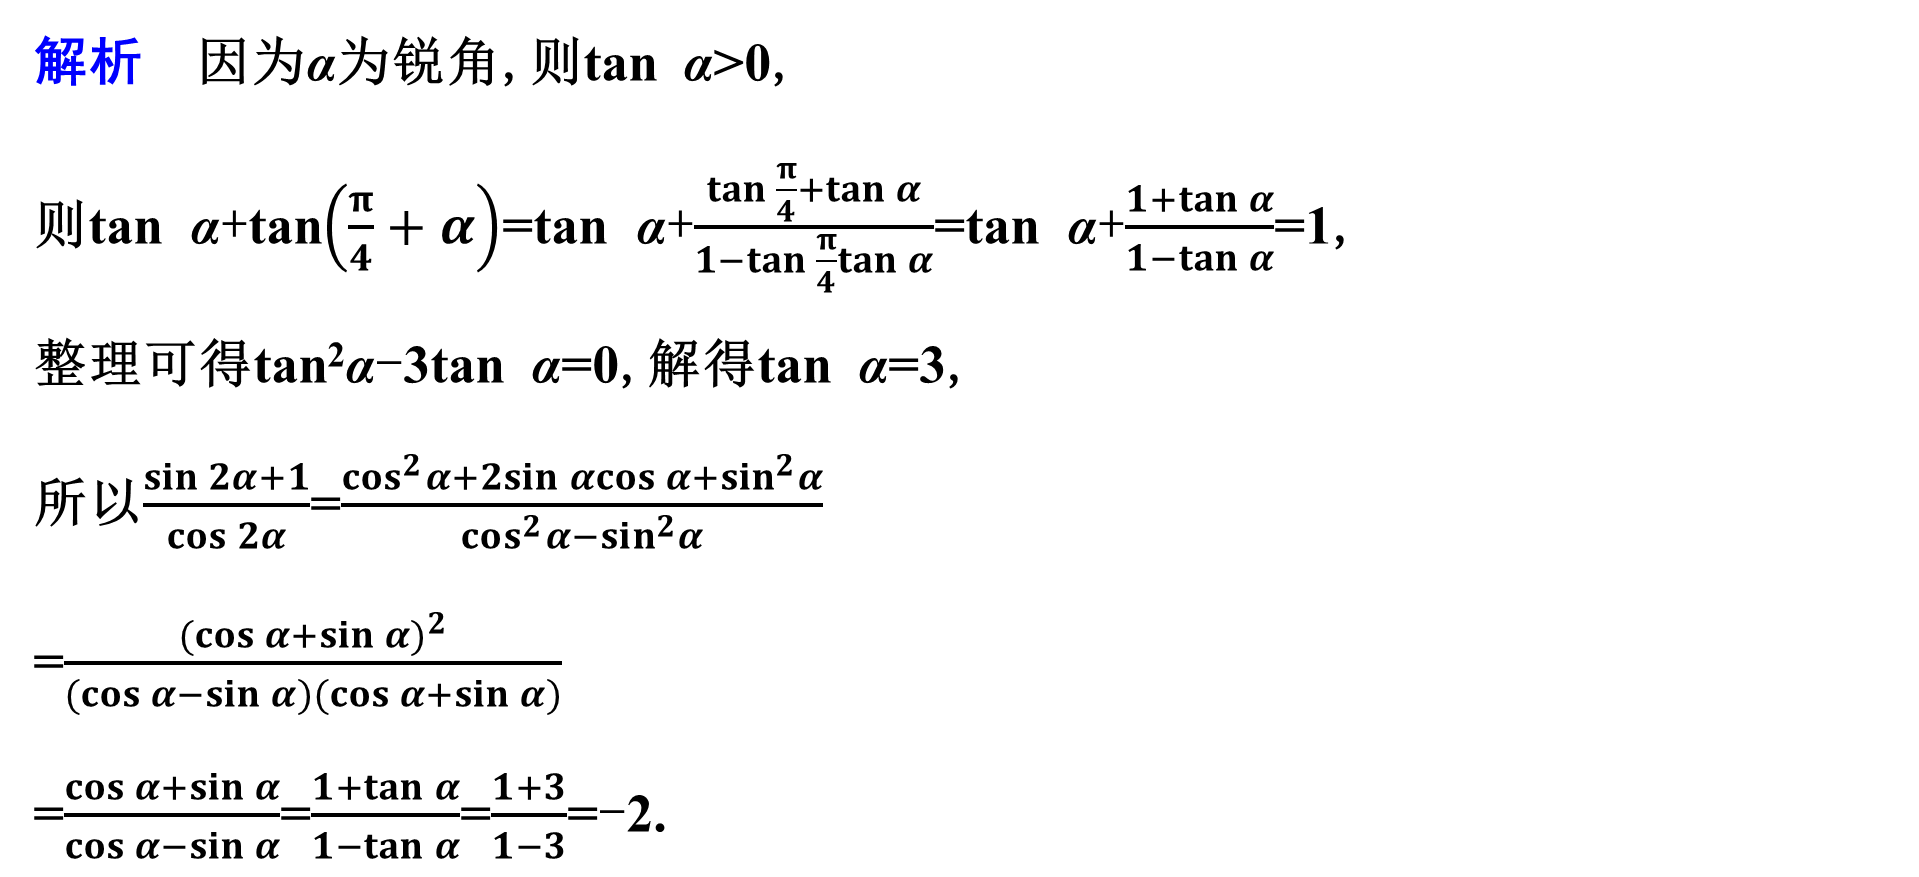 解析 因为α为锐角, 则tan α>0,
则tan α+tan(π/4 + α)=tan α+(tan π/4+tan α)/(1−tan π/4 tan α)=tan α+(1+tan α)/(1−tan α)=1,
整理可得tan²α−3tan α=0, 解得tan α=3,
所以(sin 2α+1)/(cos 2α)=(cos²α+2sin αcos α+sin²α)/(cos²α−sin²α)
=(cos α+sin α)²/((cos α−sin α)(cos α+sin α))
=(cos α+sin α)/(cos α−sin α)=(1+tan α)/(1−tan α)=(1+3)/(1−3)=−2.